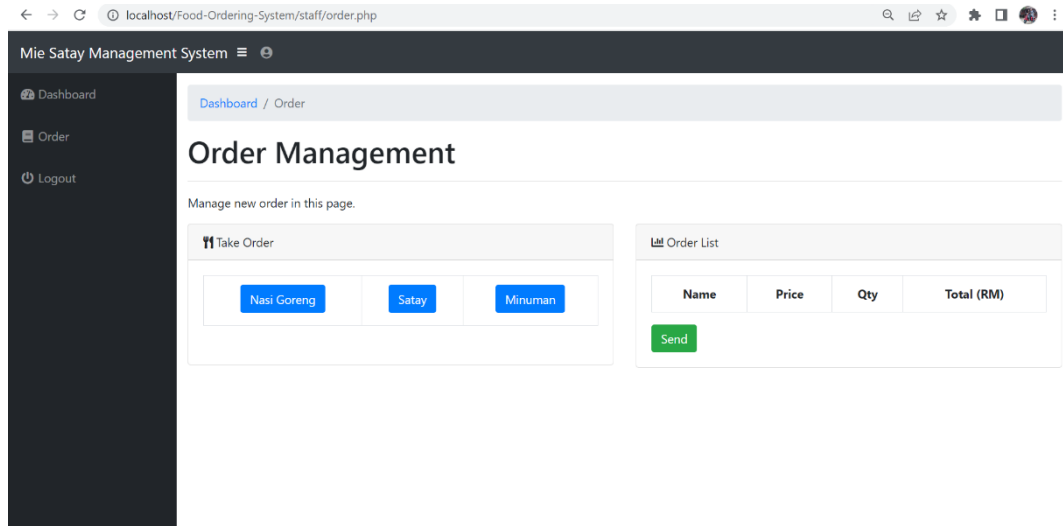 localhost/Food-Ordering-System/staff/order.php
Mie Satay Management System
Dashboard
Order
Logout
Dashboard / Order
Order Management
Manage new order in this page.
Take Order
Nasi Goreng Satay Minuman
Order List
Name Price Qty Total (RM)
Send